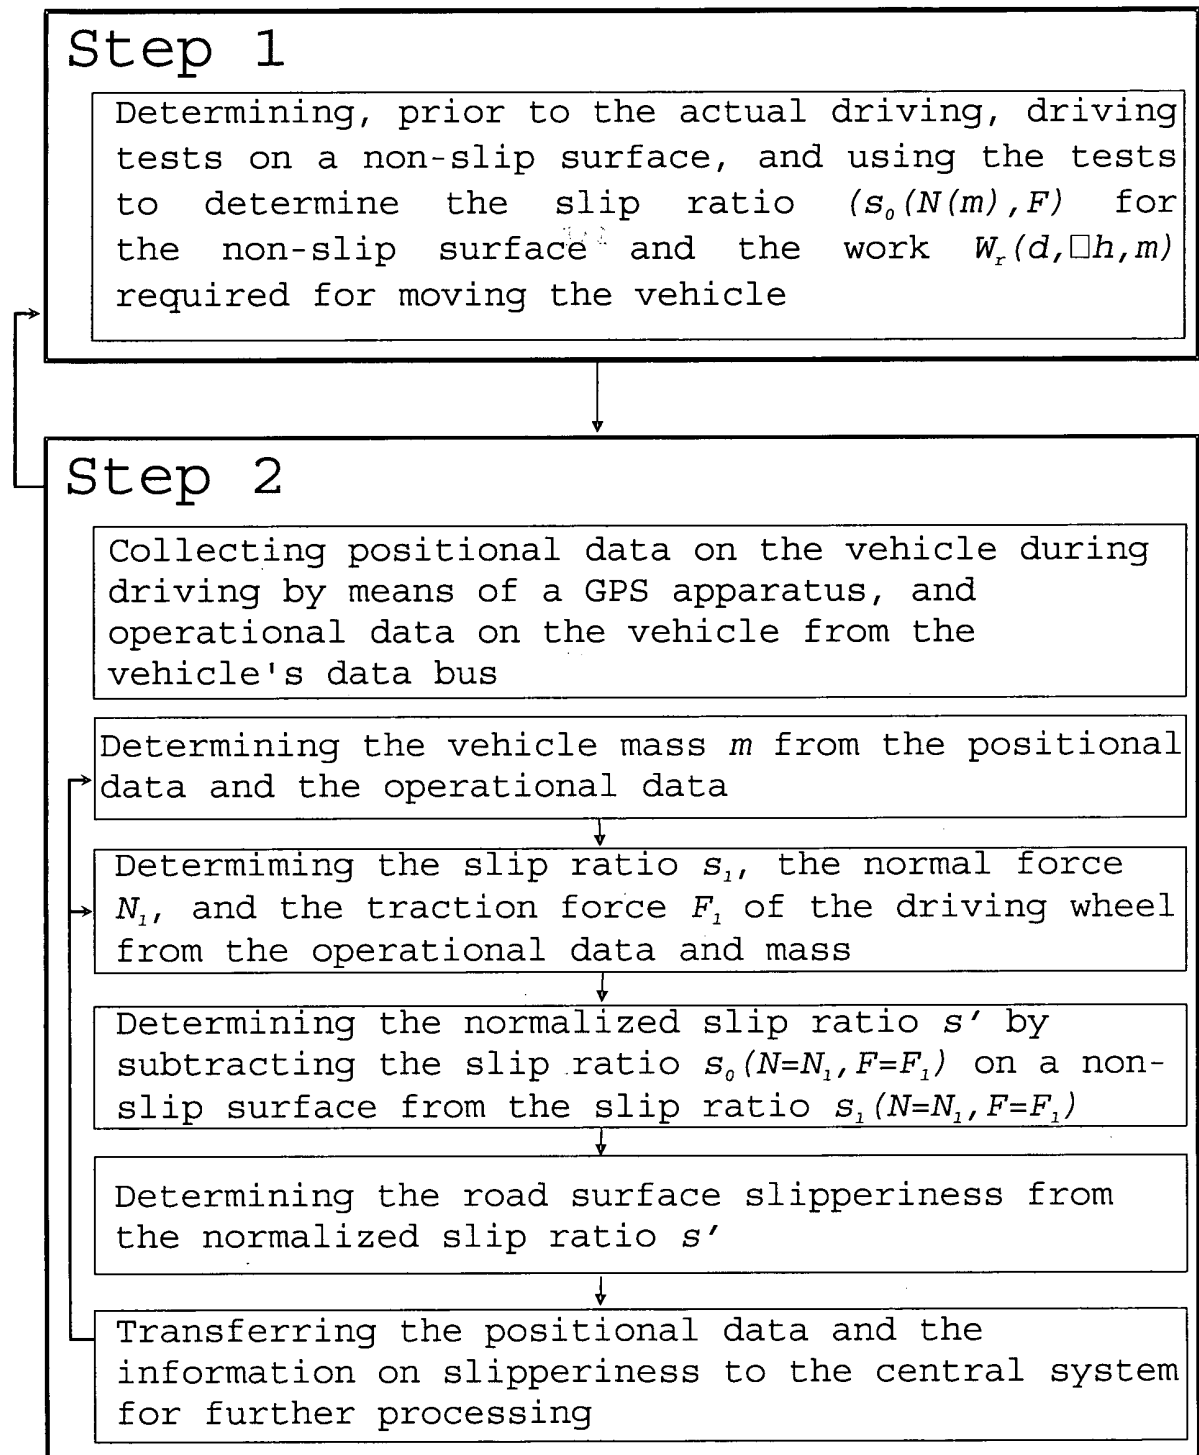 Step 1
Determining, prior to the actual driving, driving
tests on a non-slip surface, and using the tests
to determine the slip ratio (s₀(N(m),F) for
the non-slip surface and the work Wᵣ(d,□h,m)
required for moving the vehicle
Step 2
Collecting positional data on the vehicle during
driving by means of a GPS apparatus, and
operational data on the vehicle from the
vehicle's data bus
Determining the vehicle mass m from the positional
data and the operational data
Determiming the slip ratio s₁, the normal force
N₁, and the traction force F₁ of the driving wheel
from the operational data and mass
Determining the normalized slip ratio s′ by
subtracting the slip ratio s₀(N=N₁,F=F₁) on a non-
slip surface from the slip ratio s₁(N=N₁,F=F₁)
Determining the road surface slipperiness from
the normalized slip ratio s′
Transferring the positional data and the
information on slipperiness to the central system
for further processing